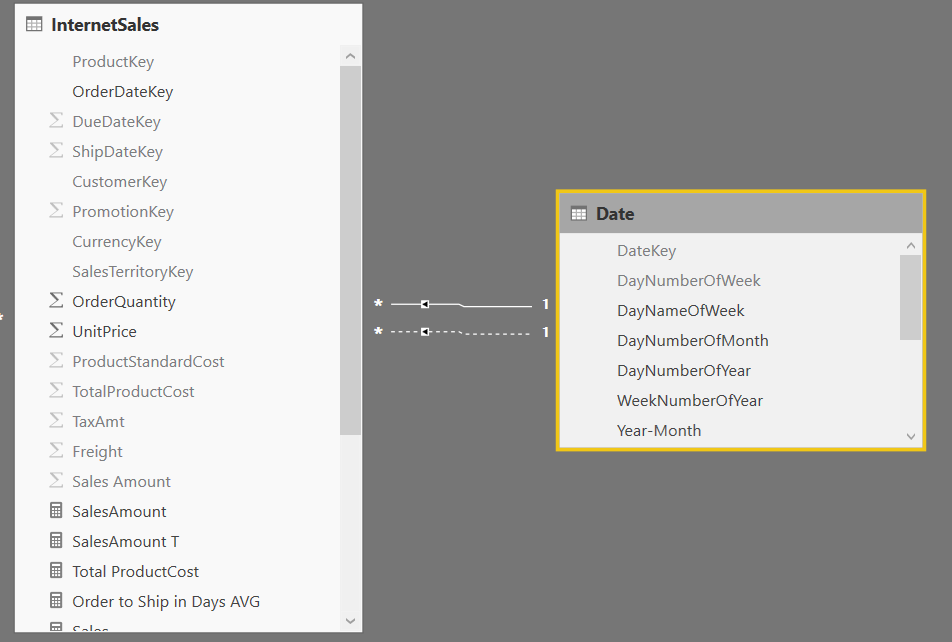 InternetSales
ProductKey
OrderDateKey
DueDateKey
ShipDateKey
CustomerKey
PromotionKey
CurrencyKey
SalesTerritoryKey
OrderQuantity
UnitPrice
ProductStandardCost
TotalProductCost
TaxAmt
Freight
Sales Amount
SalesAmount
SalesAmount T
Total ProductCost
Order to Ship in Days AVG
Sales
*
* 1
* 1
Date
DateKey
DayNumberOfWeek
DayNameOfWeek
DayNumberOfMonth
DayNumberOfYear
WeekNumberOfYear
Year-Month